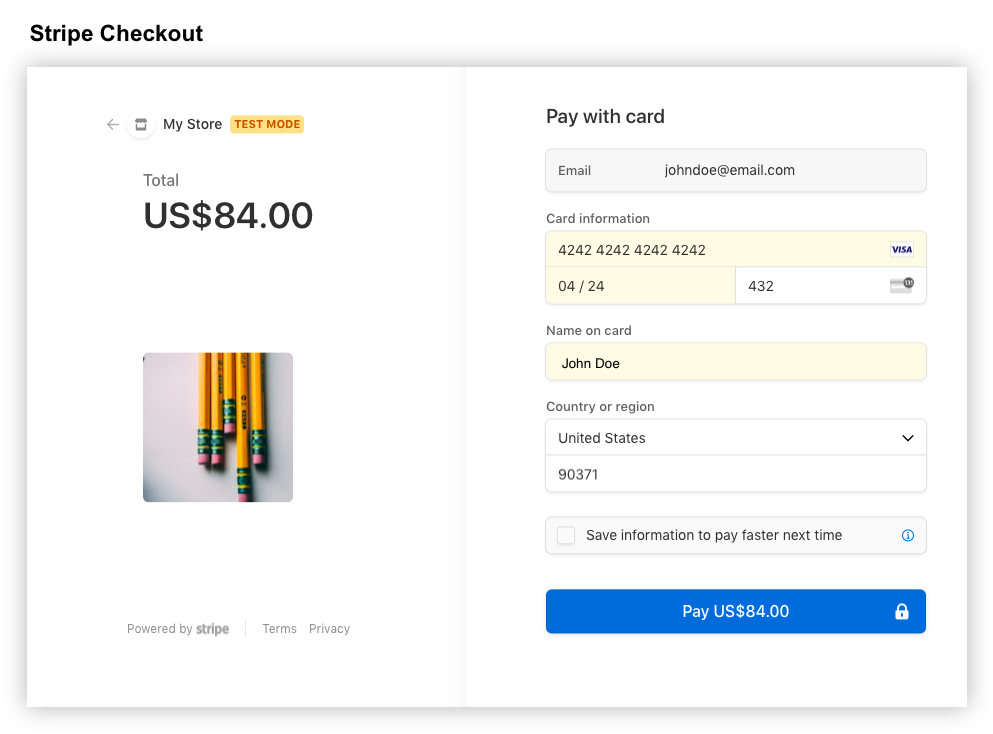 Stripe Checkout
My Store TEST MODE
Total
US$84.00
Powered by stripe Terms Privacy
Pay with card
Email johndoe@email.com
Card information
4242 4242 4242 4242 VISA
04 / 24 432
Name on card
John Doe
Country or region
United States
90371
Save information to pay faster next time
Pay US$84.00